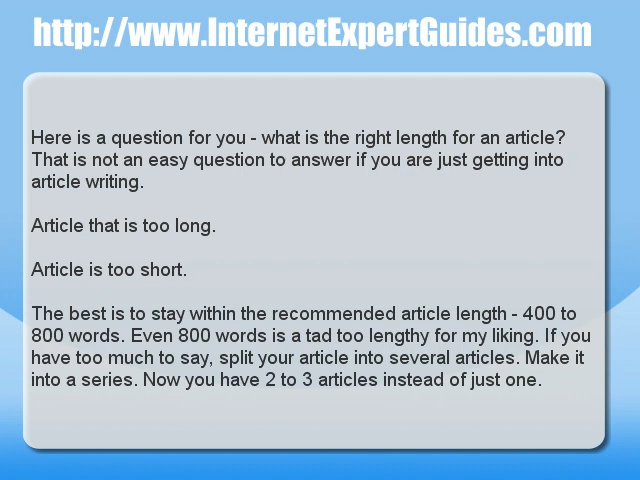 http://www.InternetExpertGuides.com
Here is a question for you - what is the right length for an article?
That is not an easy question to answer if you are just getting into
article writing.
Article that is too long.
Article is too short.
The best is to stay within the recommended article length - 400 to
800 words. Even 800 words is a tad too lengthy for my liking. If you
have too much to say, split your article into several articles. Make it
into a series. Now you have 2 to 3 articles instead of just one.